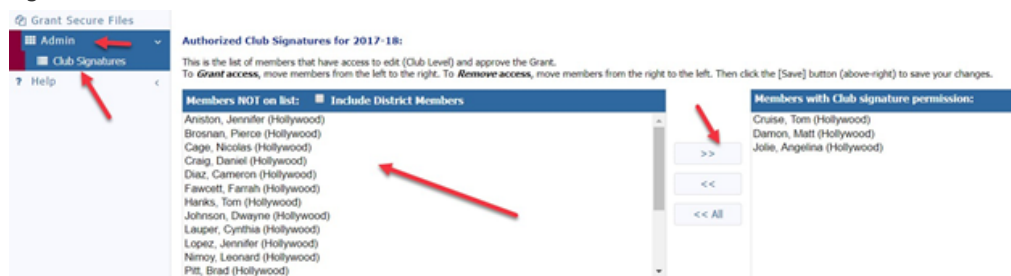 Grant Secure Files
Admin
Club Signatures
? Help
Authorized Club Signatures for 2017-18:
This is the list of members that have access to edit (Club Level) and approve the Grant.
To Grant access, move members from the left to the right. To Remove access, move members from the right to the left. Then click the [Save] button (above-right) to save your changes.
Members NOT on list: Include District Members
Aniston, Jennifer (Hollywood)
Brosnan, Pierce (Hollywood)
Cage, Nicolas (Hollywood)
Craig, Daniel (Hollywood)
Diaz, Cameron (Hollywood)
Fawcett, Farrah (Hollywood)
Hanks, Tom (Hollywood)
Johnson, Dwayne (Hollywood)
Lauper, Cynthia (Hollywood)
Lopez, Jennifer (Hollywood)
Nimoy, Leonard (Hollywood)
Pitt, Brad (Hollywood)
>>
<<
<< All
Members with Club signature permission:
Cruise, Tom (Hollywood)
Damon, Matt (Hollywood)
Jolie, Angelina (Hollywood)